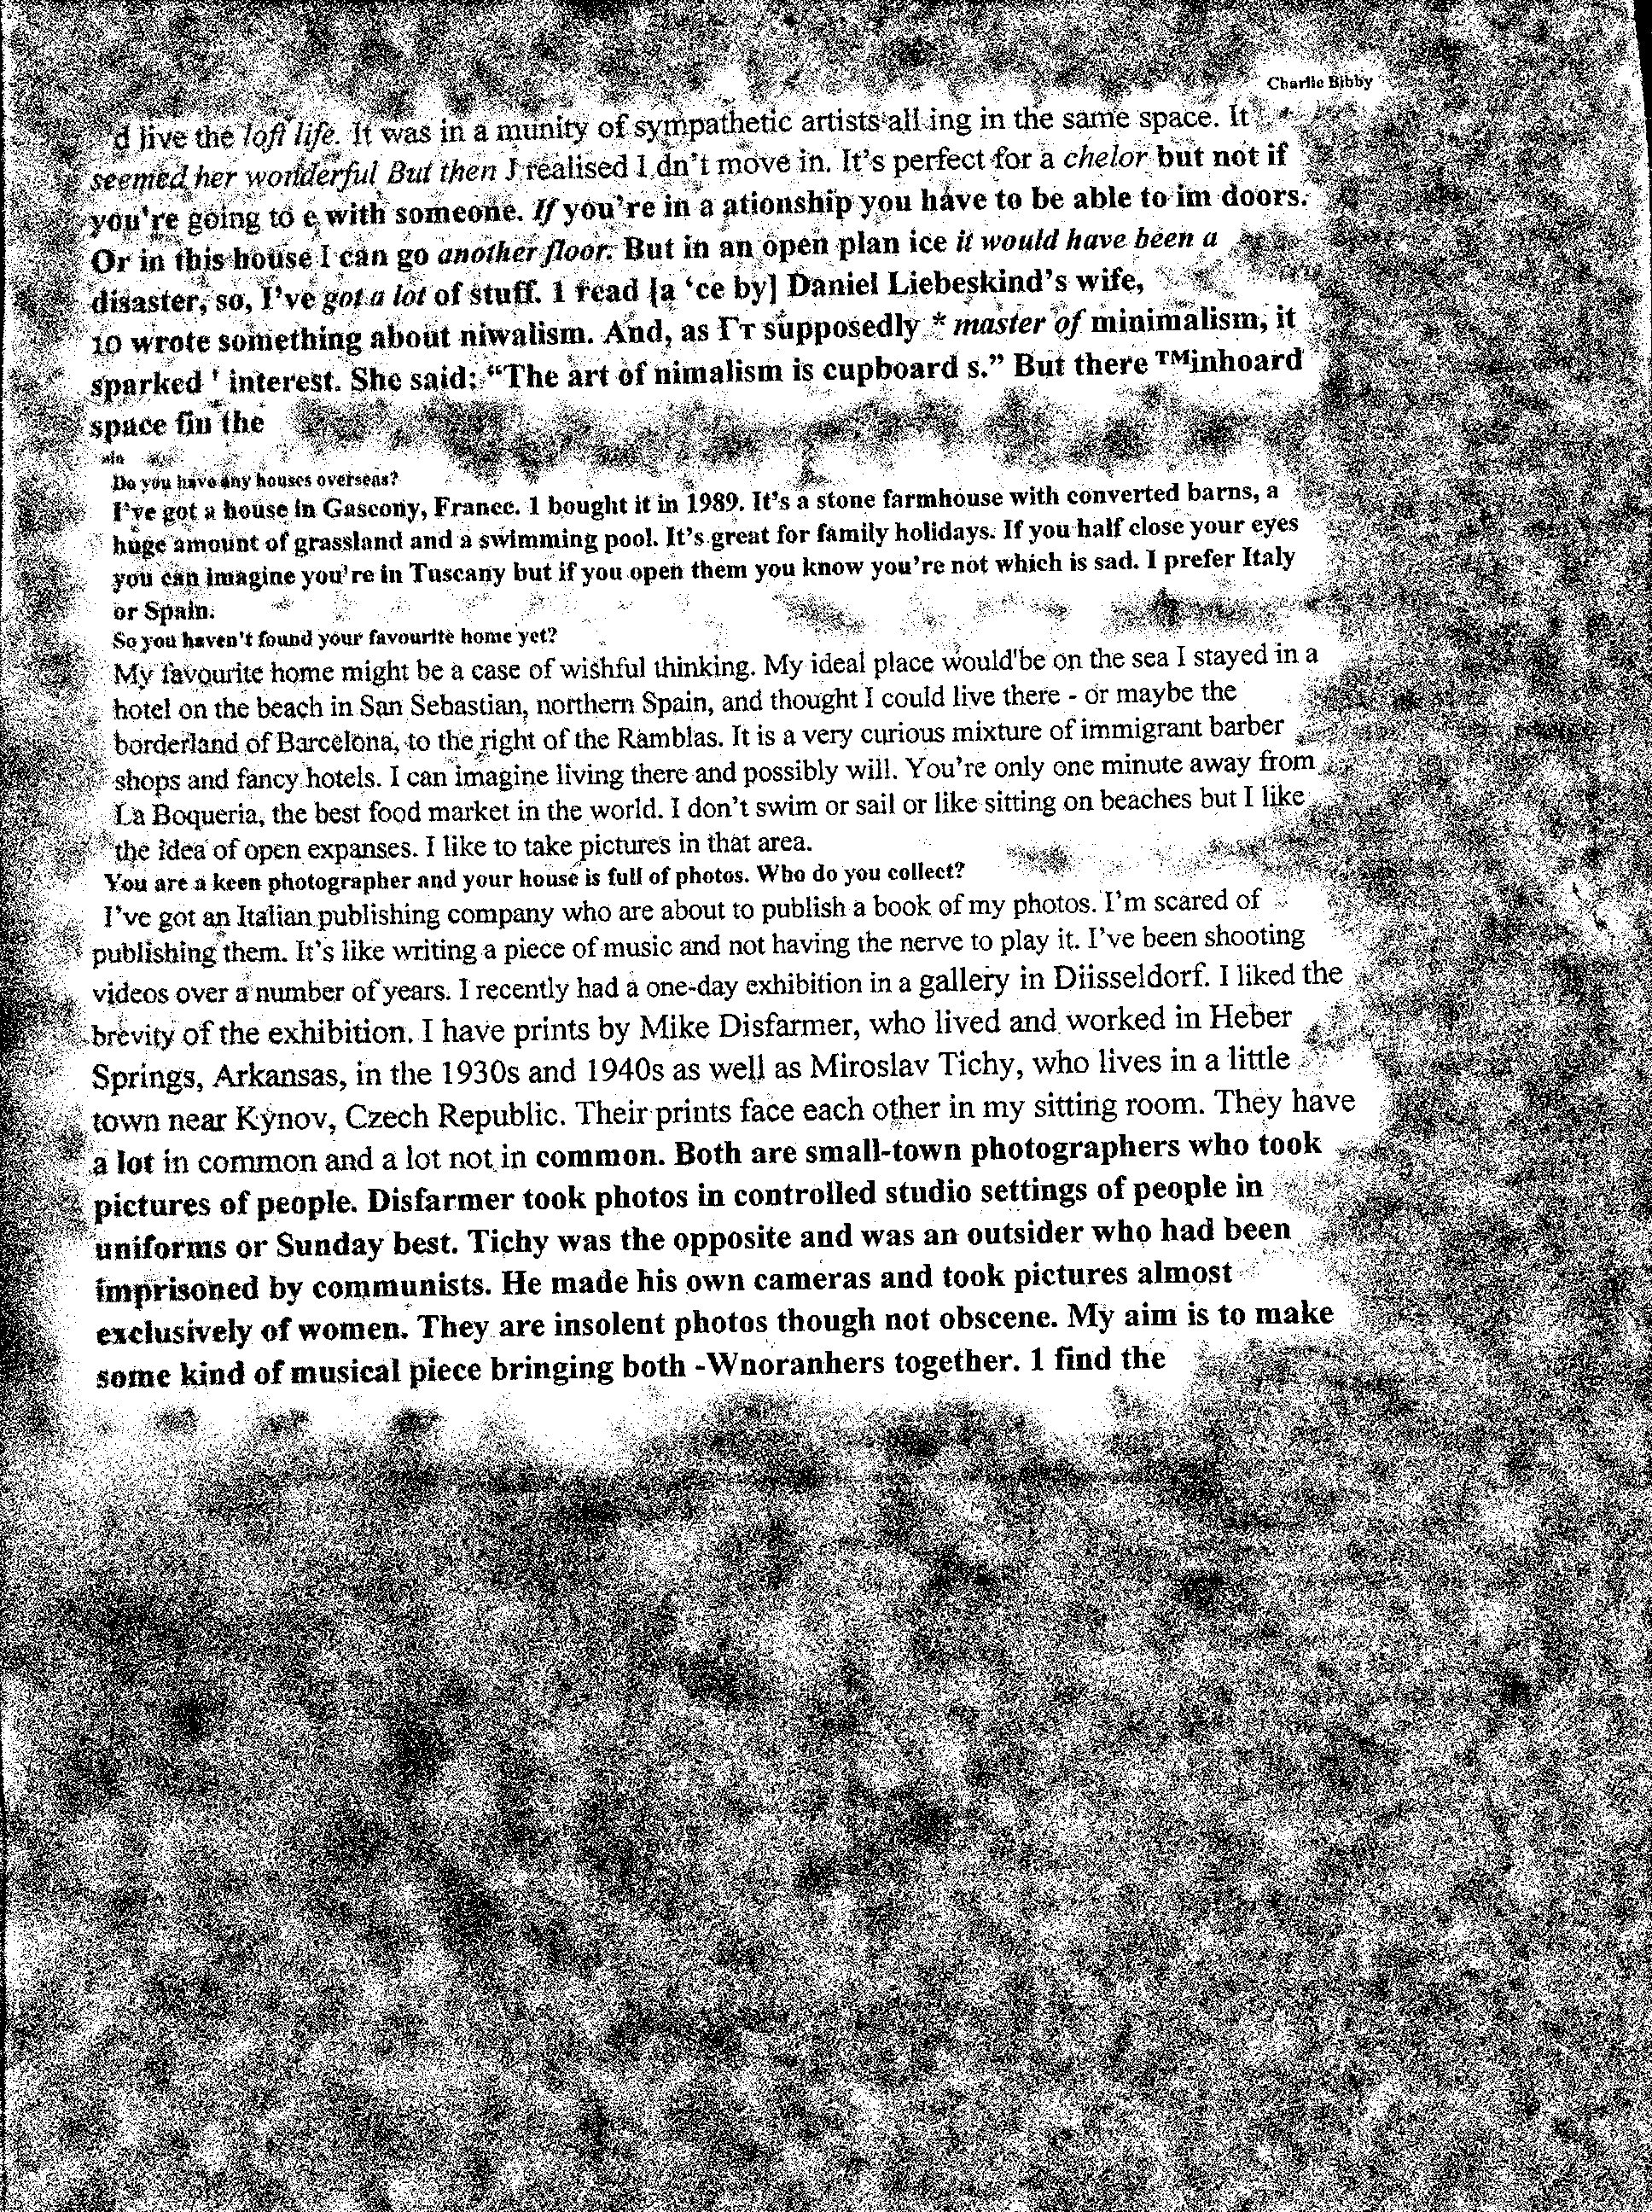 Charlie Bibby
d live the loft life. It was in a munity of sympathetic artists all ing in the same space. It
seemed her wonderful But then J realised I dn't move in. It's perfect for a chelor but not if
you're going to e with someone. If you're in a ationship you have to be able to im doors.
Or in this house I can go another floor. But in an open plan ice it would have been a
disaster, so, I've got a lot of stuff. 1 read [a 'ce by] Daniel Liebeskind's wife,
10 wrote something about niwalism. And, as I'т supposedly * master of minimalism, it
sparked ' interest. She said: "The art of nimalism is cupboard s." But there ™inhoard
space fin the
Do you have any houses overseas?
I've got a house in Gascony, France. 1 bought it in 1989. It's a stone farmhouse with converted barns, a
huge amount of grassland and a swimming pool. It's great for family holidays. If you half close your eyes
you can imagine you're in Tuscany but if you open them you know you're not which is sad. I prefer Italy
or Spain.
So you haven't found your favourite home yet?
My favourite home might be a case of wishful thinking. My ideal place would'be on the sea I stayed in a
hotel on the beach in San Sebastian, northern Spain, and thought I could live there - or maybe the
borderland of Barcelona, to the right of the Ramblas. It is a very curious mixture of immigrant barber
shops and fancy hotels. I can imagine living there and possibly will. You're only one minute away from
La Boqueria, the best food market in the world. I don't swim or sail or like sitting on beaches but I like
the idea of open expanses. I like to take pictures in that area.
You are a keen photographer and your house is full of photos. Who do you collect?
I've got an Italian publishing company who are about to publish a book of my photos. I'm scared of
publishing them. It's like writing a piece of music and not having the nerve to play it. I've been shooting
videos over a number of years. I recently had a one-day exhibition in a gallery in Diisseldorf. I liked the
brevity of the exhibition. I have prints by Mike Disfarmer, who lived and worked in Heber
Springs, Arkansas, in the 1930s and 1940s as well as Miroslav Tichy, who lives in a little
town near Kynov, Czech Republic. Their prints face each other in my sitting room. They have
a lot in common and a lot not in common. Both are small-town photographers who took
pictures of people. Disfarmer took photos in controlled studio settings of people in
uniforms or Sunday best. Tichy was the opposite and was an outsider who had been
imprisoned by communists. He made his own cameras and took pictures almost
exclusively of women. They are insolent photos though not obscene. My aim is to make
some kind of musical piece bringing both -Wnoranhers together. 1 find the